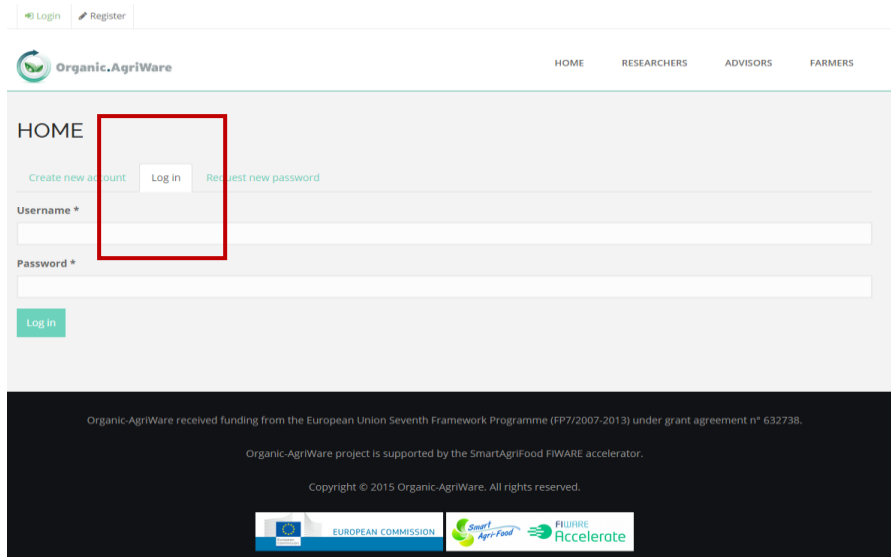 Login Register
Organic.AgriWare HOME RESEARCHERS ADVISORS FARMERS
HOME
Create new account Log in Request new password
Username *
Password *
Log in
Organic-AgriWare received funding from the European Union Seventh Framework Programme (FP7/2007-2013) under grant agreement n° 632738.
Organic-AgriWare project is supported by the SmartAgriFood FIWARE accelerator.
Copyright © 2015 Organic-AgriWare. All rights reserved.
EUROPEAN COMMISSION
Smart
Agri-Food
FIWARE
Accelerate